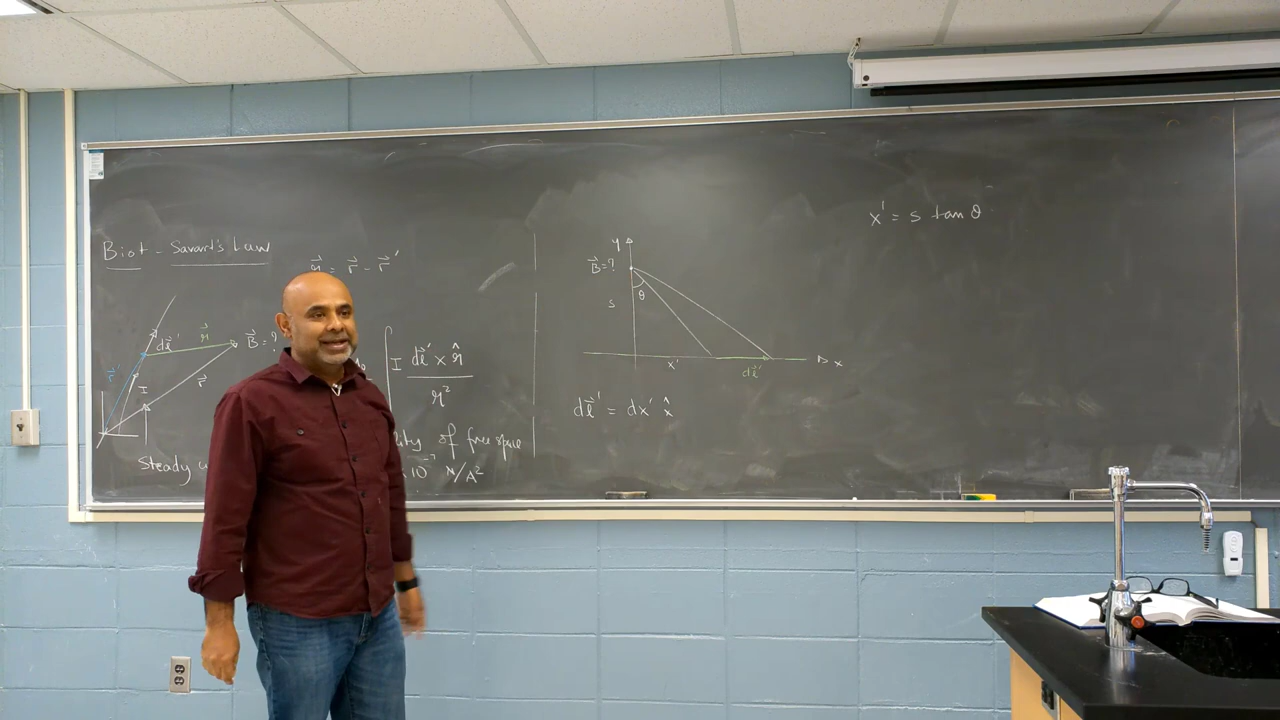 Biot - Savart's Law
𝓇⃗ = r⃗ - r⃗'
dl⃗'
𝓇⃗
B⃗ = ?
r⃗'
I
r⃗
I dl⃗' × 𝓇̂
𝓇²
of free space
10⁻⁷ N/A²
Steady
y
B⃗ = ?
θ
s
x'
dl⃗'
x
dl⃗' = dx' x̂
x' = s tan θ